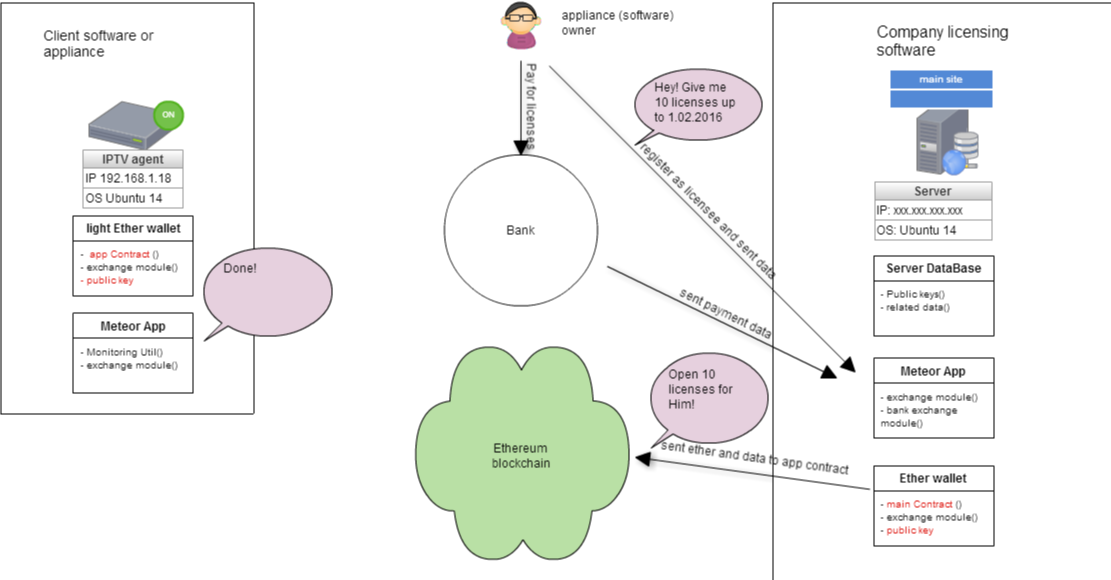 Client software or
appliance
ON
IPTV agent
IP 192.168.1.18
OS Ubuntu 14
light Ether wallet
- app Contract ()
- exchange module()
- public key
Done!
Meteor App
- Monitoring Util()
- exchange module()
appliance (software)
owner
Pay for licenses
Hey! Give me
10 licenses up
to 1.02.2016
register as licensee and sent data
Bank
sent payment data
Open 10
licenses for
Him!
Ethereum
blockchain
sent ether and data to app contract
Company licensing
software
main site
Server
IP: xxx.xxx.xxx.xxx
OS: Ubuntu 14
Server DataBase
- Public keys()
- related data()
Meteor App
- exchange module()
- bank exchange
module()
Ether wallet
- main Contract ()
- exchange module()
- public key